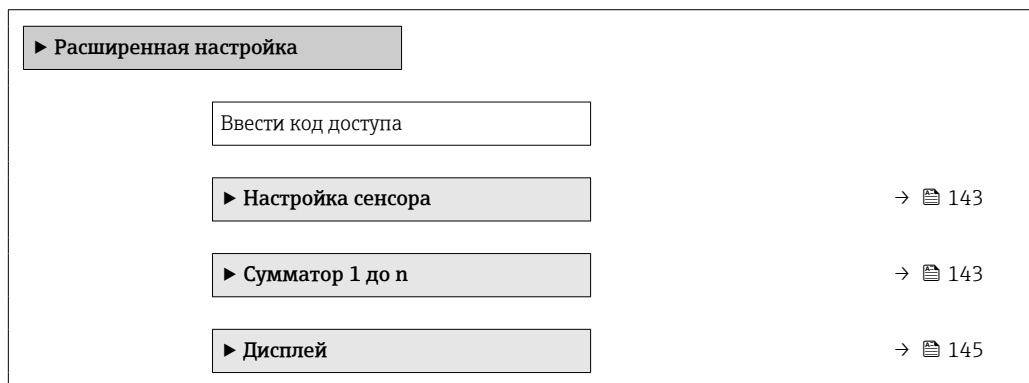 ▶ Расширенная настройка
Ввести код доступа
▶ Настройка сенсора → 143
▶ Сумматор 1 до n → 143
▶ Дисплей → 145